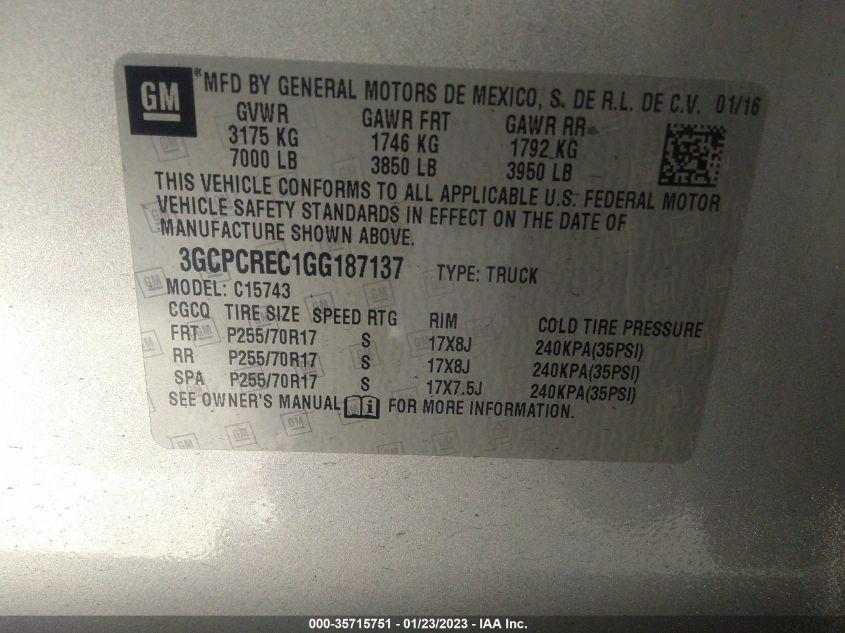 GM
®MFD BY GENERAL MOTORS DE MEXICO, S. DE R.L. DE C.V. 01/16
GVWR GAWR FRT GAWR RR
3175 KG 1746 KG 1792 KG
7000 LB 3850 LB 3950 LB
THIS VEHICLE CONFORMS TO ALL APPLICABLE U.S. FEDERAL MOTOR
VEHICLE SAFETY STANDARDS IN EFFECT ON THE DATE OF
MANUFACTURE SHOWN ABOVE.
3GCPCREC1GG187137 TYPE: TRUCK
MODEL: C15743
CGCQ TIRE SIZE SPEED RTG RIM COLD TIRE PRESSURE
FRT P255/70R17 S 17X8J 240KPA(35PSI)
RR P255/70R17 S 17X8J 240KPA(35PSI)
SPA P255/70R17 S 17X7.5J 240KPA(35PSI)
SEE OWNER'S MANUAL i FOR MORE INFORMATION.
000-35715751 - 01/23/2023 - IAA Inc.